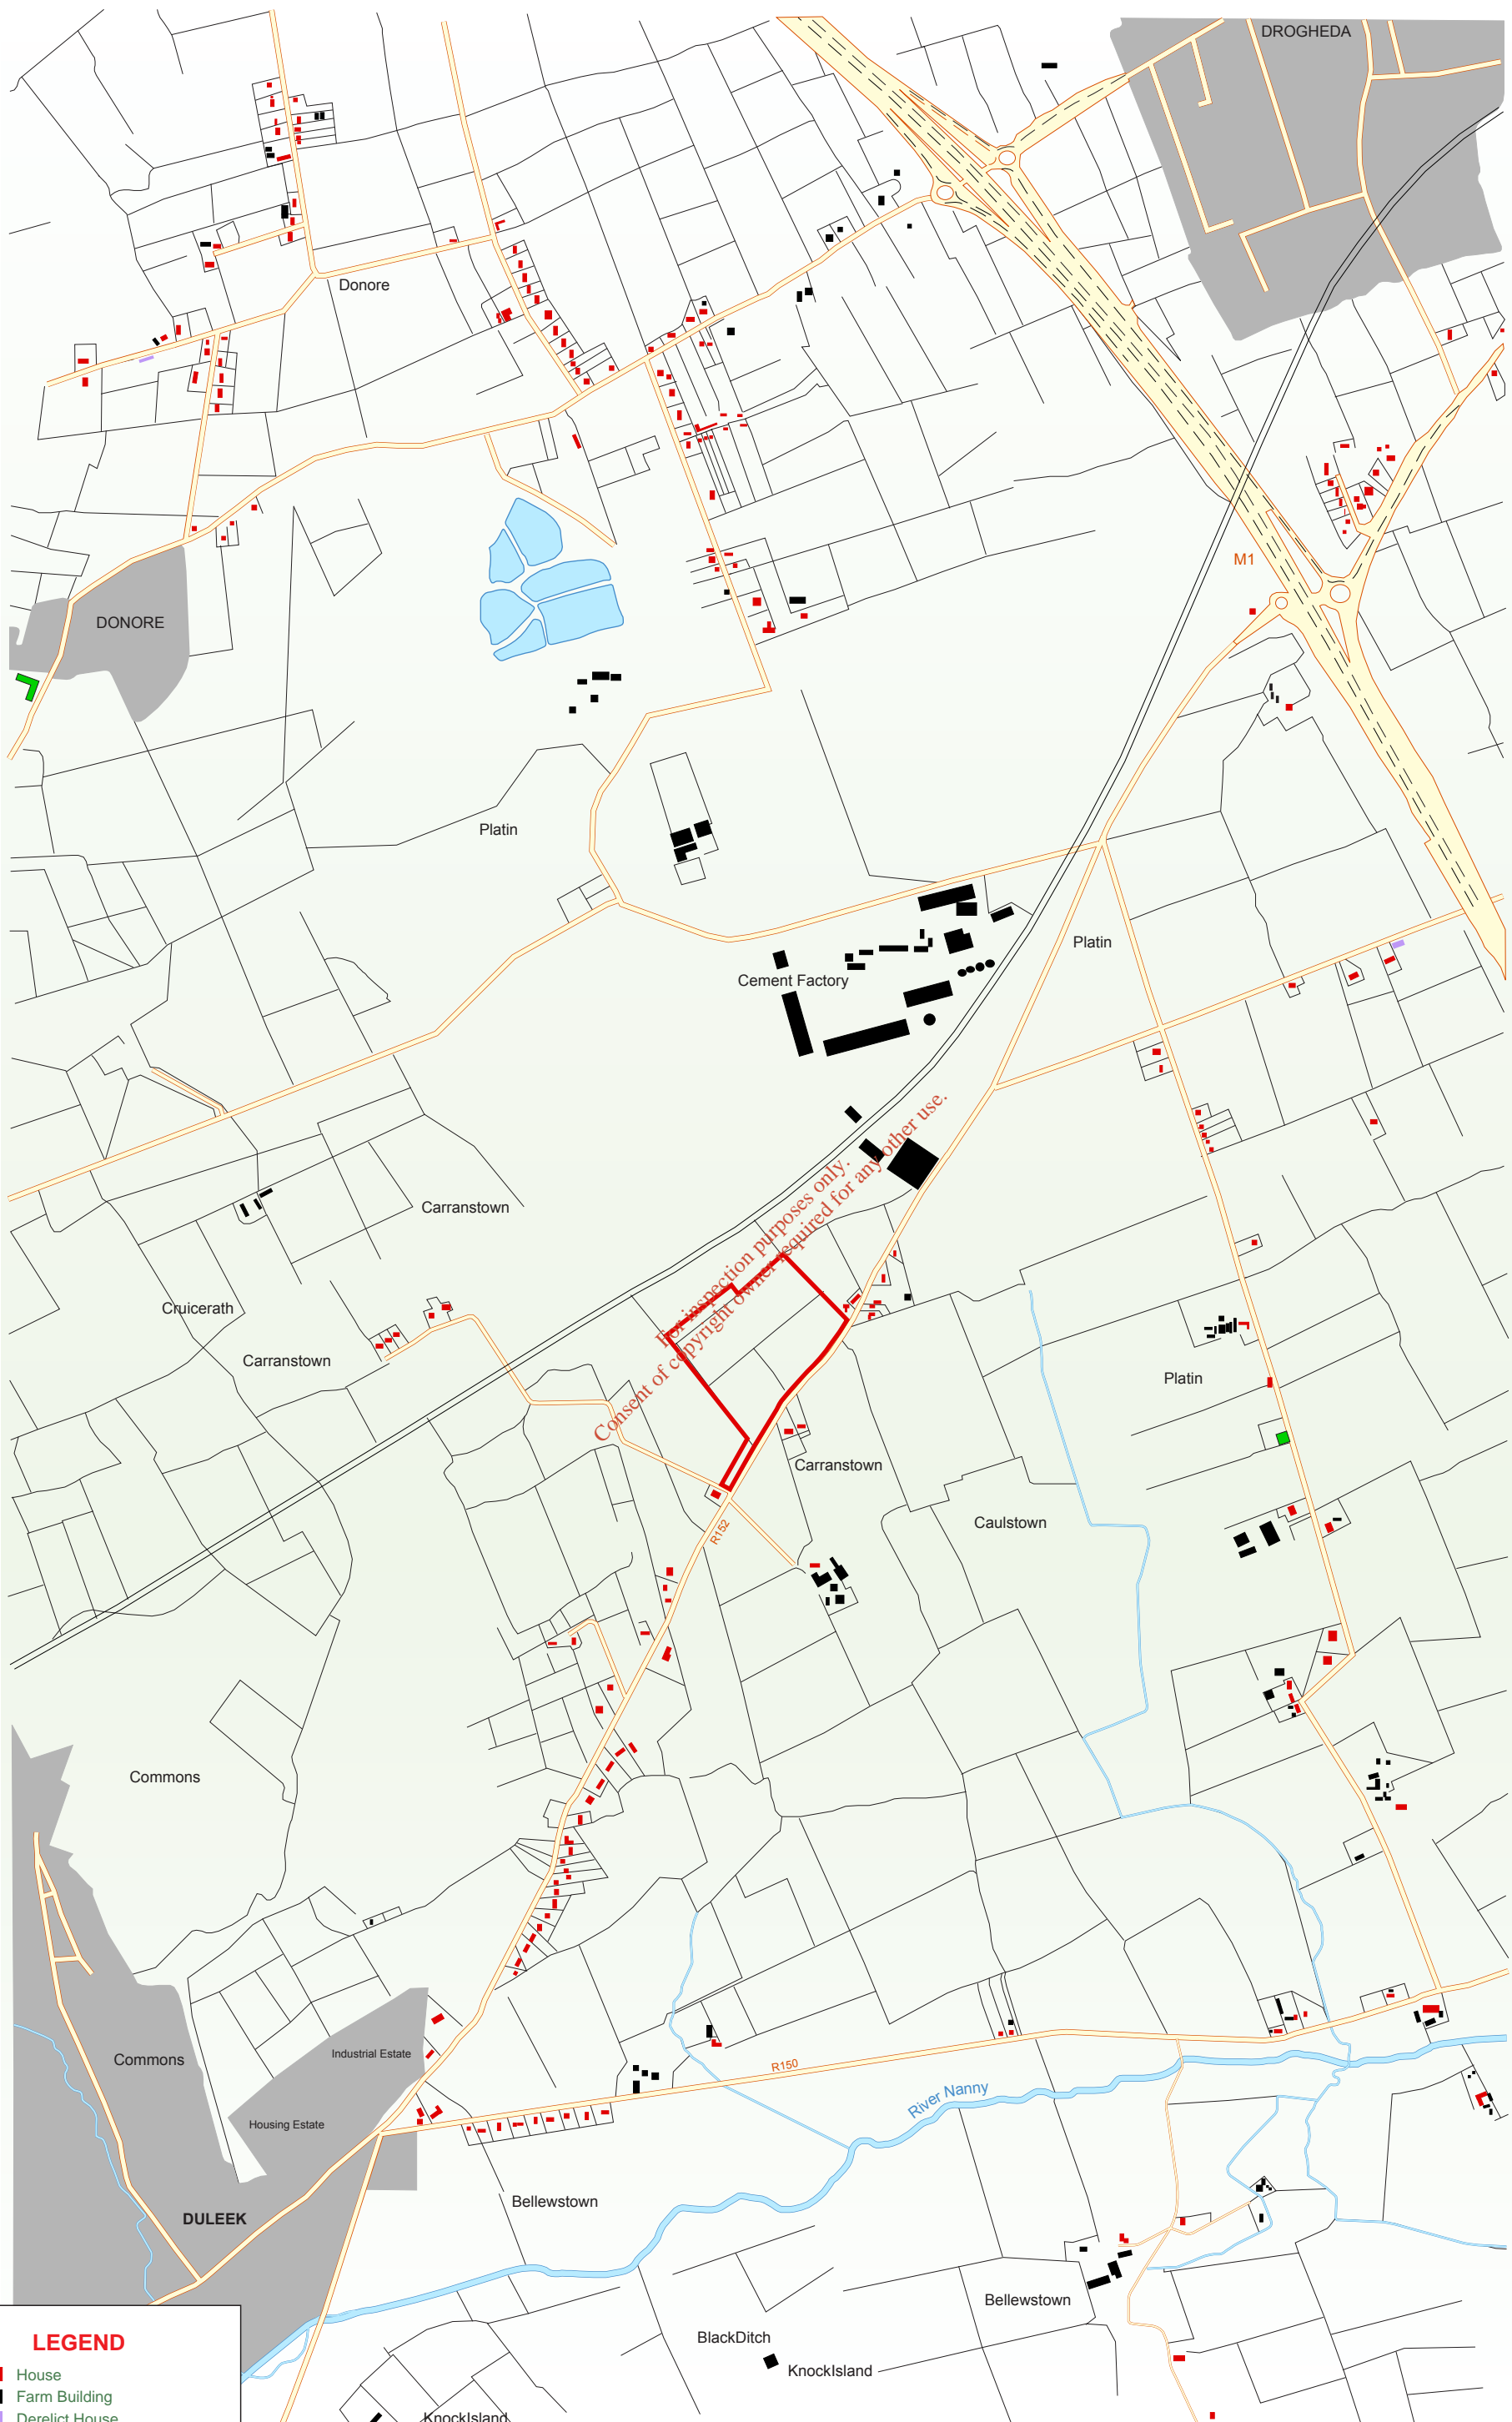 DROGHEDA
Donore
M1
DONORE
Platin
Platin
Cement Factory
For inspection purposes only.
Consent of copyright owner required for any other use.
Carranstown
Cruicerath
Carranstown
Platin
Carranstown
Caulstown
R152
Commons
Commons
Industrial Estate
R150
River Nanny
Housing Estate
Bellewstown
DULEEK
Bellewstown
LEGEND
BlackDitch
KnockIsland
House
Farm Building
Derelict House
KnockIsland